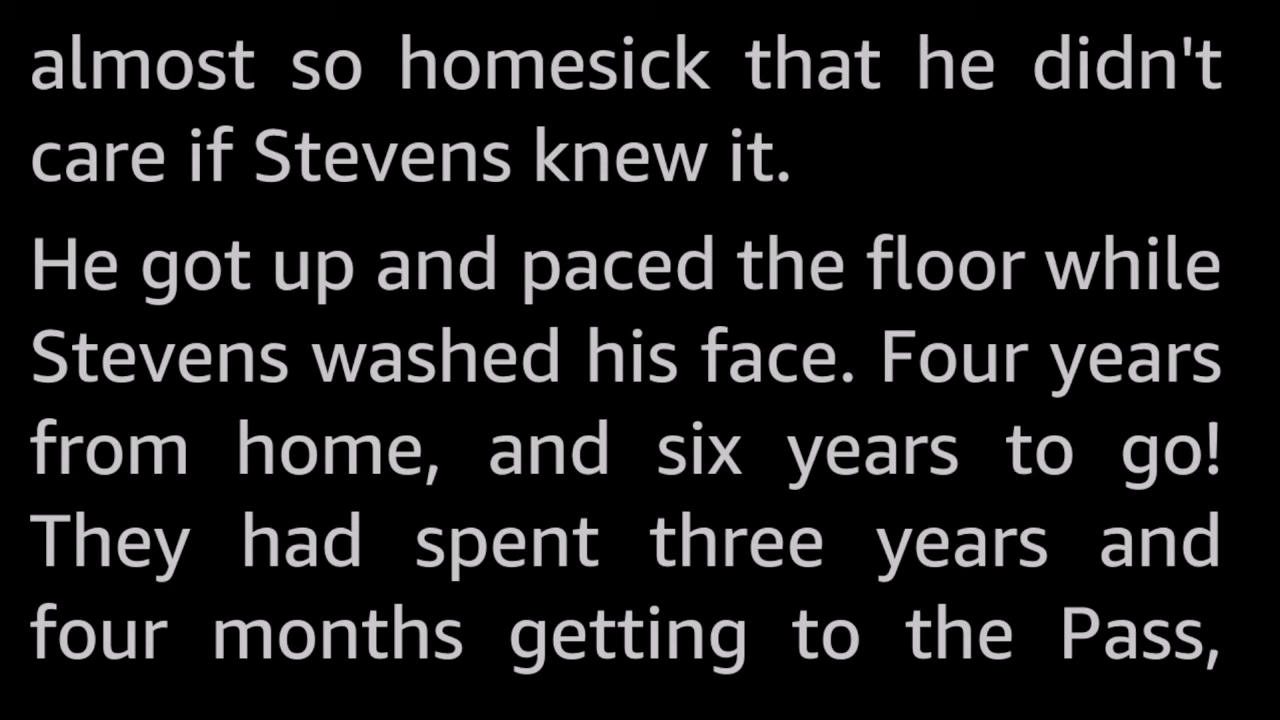 almost so homesick that he didn't
care if Stevens knew it.
He got up and paced the floor while
Stevens washed his face. Four years
from home, and six years to go!
They had spent three years and
four months getting to the Pass,